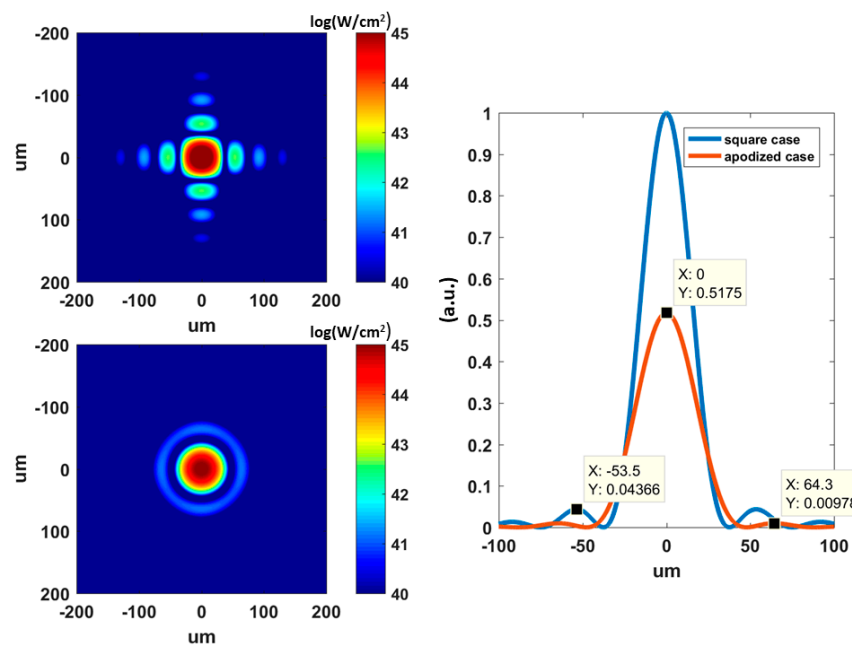 log(W/cm²)
-200
-100
0
100
200
um
-200 -100 0 100 200
um
45
44
43
42
41
40
log(W/cm²)
-200
-100
0
100
200
um
-200 -100 0 100 200
um
45
44
43
42
41
40
1
0.9
0.8
0.7
0.6
0.5
0.4
0.3
0.2
0.1
0
(a.u.)
square case
apodized case
X: 0
Y: 0.5175
X: -53.5
Y: 0.04366
X: 64.3
Y: 0.00978
-100 -50 0 50 100
um